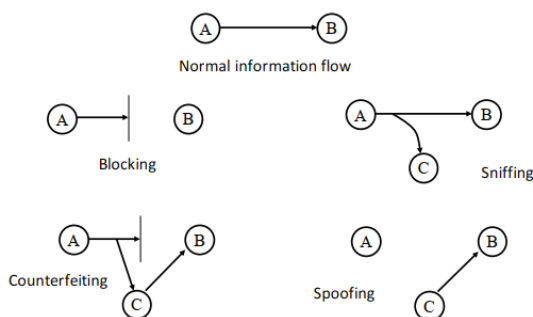 A B
Normal information flow
A B
Blocking
A B
C
Sniffing
A B
Counterfeiting
C
A B
Spoofing
C